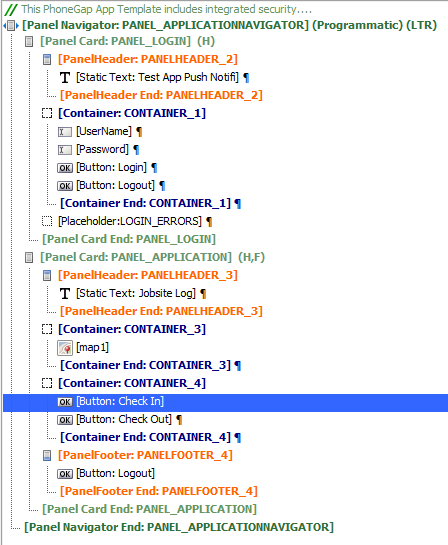 // This PhoneGap App Template includes integrated security....
[Panel Navigator: PANEL_APPLICATIONNAVIGATOR] (Programmatic) (LTR)
[Panel Card: PANEL_LOGIN] (H)
[PanelHeader: PANELHEADER_2]
T [Static Text: Test App Push Notifi] ¶
[PanelHeader End: PANELHEADER_2]
[Container: CONTAINER_1]
[UserName] ¶
[Password] ¶
OK [Button: Login] ¶
OK [Button: Logout] ¶
[Container End: CONTAINER_1] ¶
[Placeholder:LOGIN_ERRORS] ¶
[Panel Card End: PANEL_LOGIN]
[Panel Card: PANEL_APPLICATION] (H,F)
[PanelHeader: PANELHEADER_3]
T [Static Text: Jobsite Log] ¶
[PanelHeader End: PANELHEADER_3]
[Container: CONTAINER_3]
[map1]
[Container End: CONTAINER_3] ¶
[Container: CONTAINER_4]
OK [Button: Check In]
OK [Button: Check Out] ¶
[Container End: CONTAINER_4] ¶
[PanelFooter: PANELFOOTER_4]
OK [Button: Logout]
[PanelFooter End: PANELFOOTER_4]
[Panel Card End: PANEL_APPLICATION]
[Panel Navigator End: PANEL_APPLICATIONNAVIGATOR]